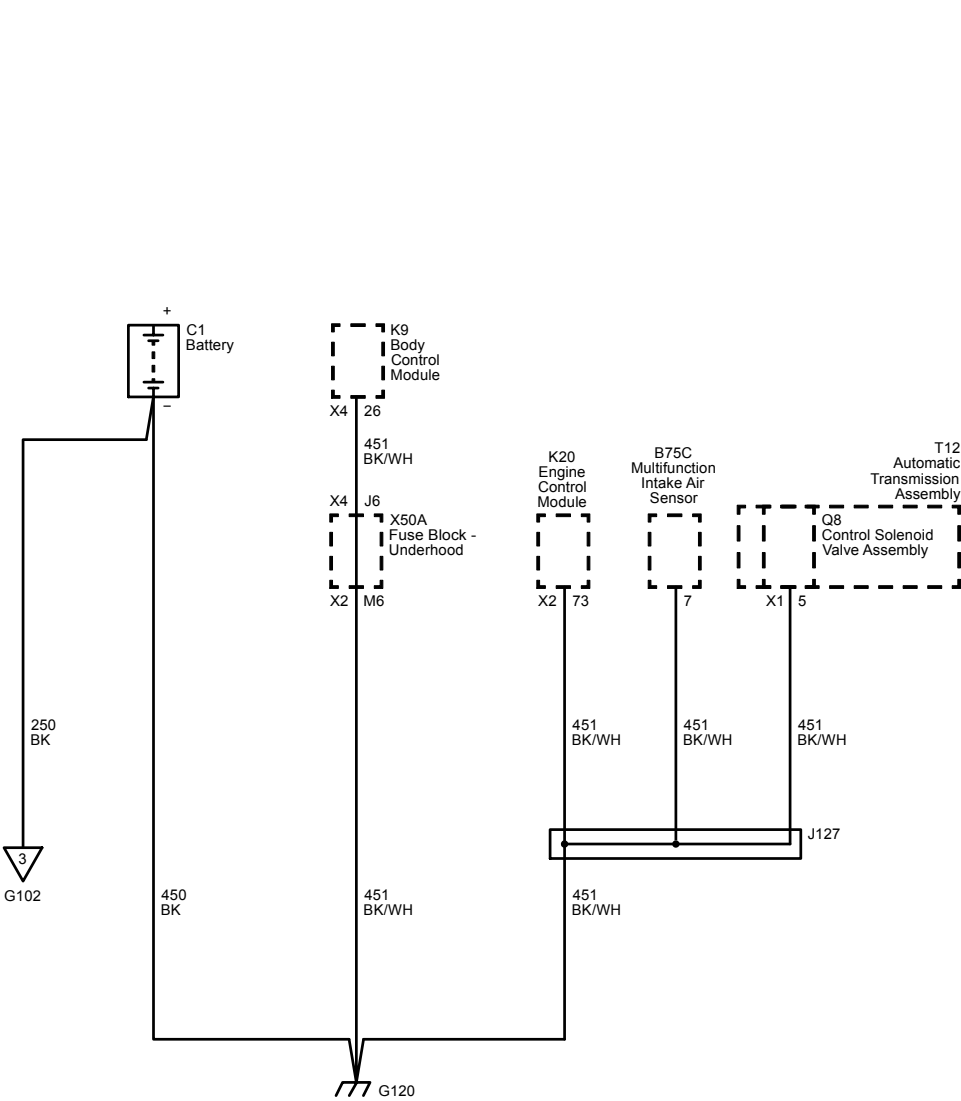 +
C1
Battery
–
K9
Body
Control
Module
X4 26
451
BK/WH
X4 J6
X50A
Fuse Block -
Underhood
X2 M6
K20
Engine
Control
Module
X2 73
B75C
Multifunction
Intake Air
Sensor
7
T12
Automatic
Transmission
Assembly
Q8
Control Solenoid
Valve Assembly
X1 5
250
BK
451
BK/WH
451
BK/WH
451
BK/WH
J127
3
G102
450
BK
451
BK/WH
451
BK/WH
G120